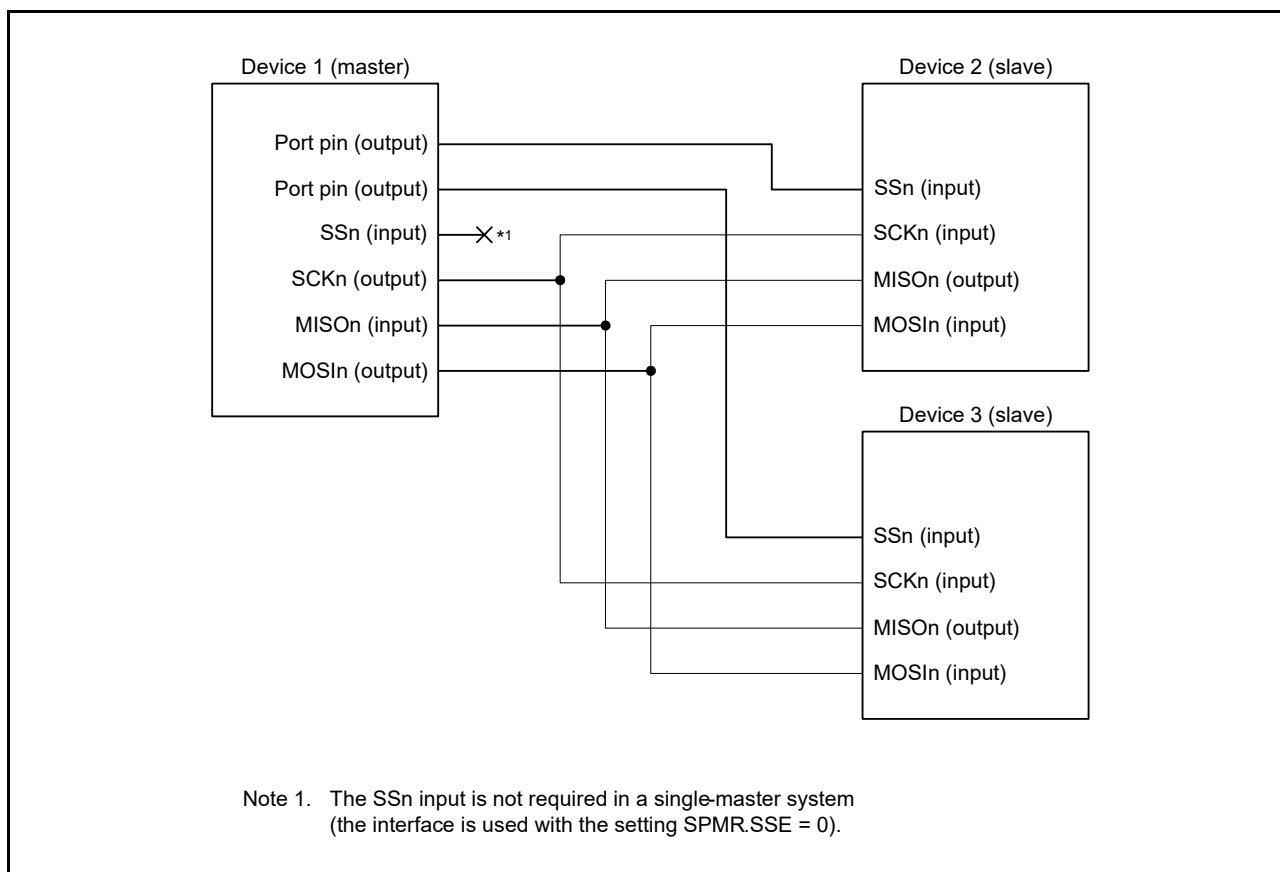 Device 1 (master)
Port pin (output)
Port pin (output)
SSn (input)
*1
SCKn (output)
MISOn (input)
MOSIn (output)
Device 2 (slave)
SSn (input)
SCKn (input)
MISOn (output)
MOSIn (input)
Device 3 (slave)
SSn (input)
SCKn (input)
MISOn (output)
MOSIn (input)
Note 1. The SSn input is not required in a single-master system
(the interface is used with the setting SPMR.SSE = 0).